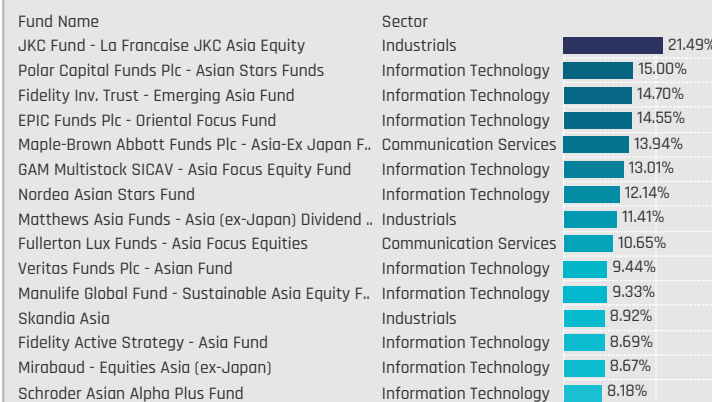 Fund Name Sector
JKC Fund - La Francaise JKC Asia Equity Industrials 21.49%
Polar Capital Funds Plc - Asian Stars Funds Information Technology 15.00%
Fidelity Inv. Trust - Emerging Asia Fund Information Technology 14.70%
EPIC Funds Plc - Oriental Focus Fund Information Technology 14.55%
Maple-Brown Abbott Funds Plc - Asia-Ex Japan F.. Communication Services 13.94%
GAM Multistock SICAV - Asia Focus Equity Fund Information Technology 13.01%
Nordea Asian Stars Fund Information Technology 12.14%
Matthews Asia Funds - Asia (ex-Japan) Dividend .. Industrials 11.41%
Fullerton Lux Funds - Asia Focus Equities Communication Services 10.65%
Veritas Funds Plc - Asian Fund Information Technology 9.44%
Manulife Global Fund - Sustainable Asia Equity F.. Information Technology 9.33%
Skandia Asia Industrials 8.92%
Fidelity Active Strategy - Asia Fund Information Technology 8.69%
Mirabaud - Equities Asia (ex-Japan) Information Technology 8.67%
Schroder Asian Alpha Plus Fund Information Technology 8.18%